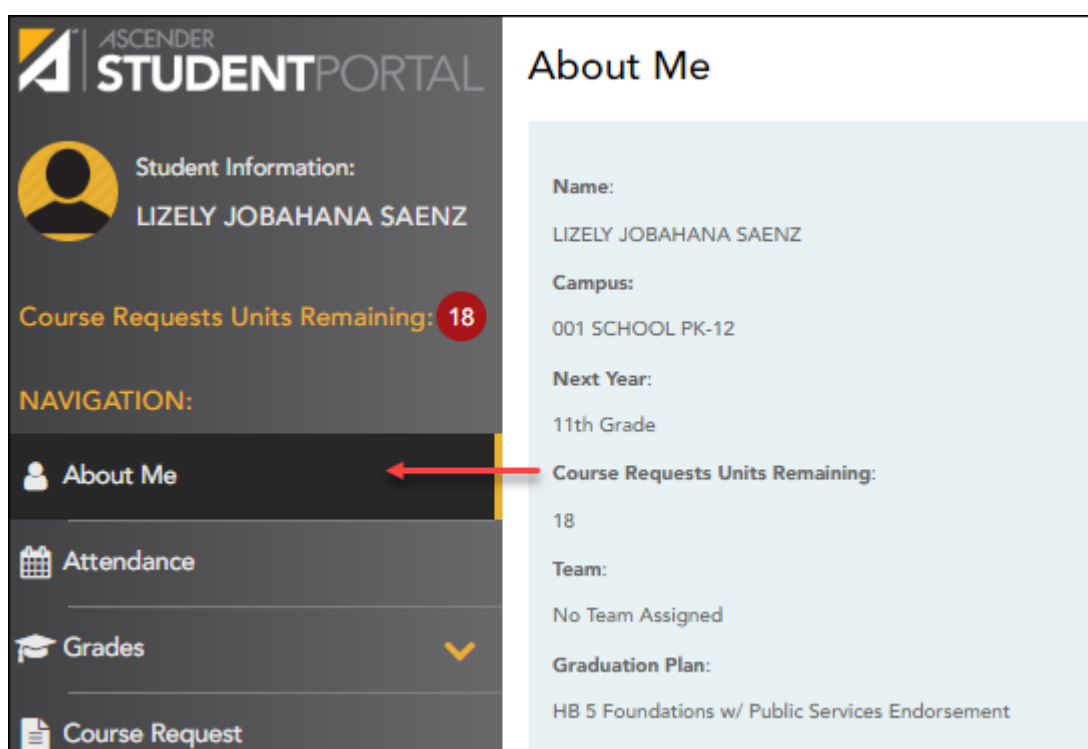 ASCENDER
STUDENTPORTAL
Student Information:
LIZELY JOBAHANA SAENZ
Course Requests Units Remaining: 18
NAVIGATION:
About Me
Attendance
Grades
Course Request
About Me
Name:
LIZELY JOBAHANA SAENZ
Campus:
001 SCHOOL PK-12
Next Year:
11th Grade
Course Requests Units Remaining:
18
Team:
No Team Assigned
Graduation Plan:
HB 5 Foundations w/ Public Services Endorsement